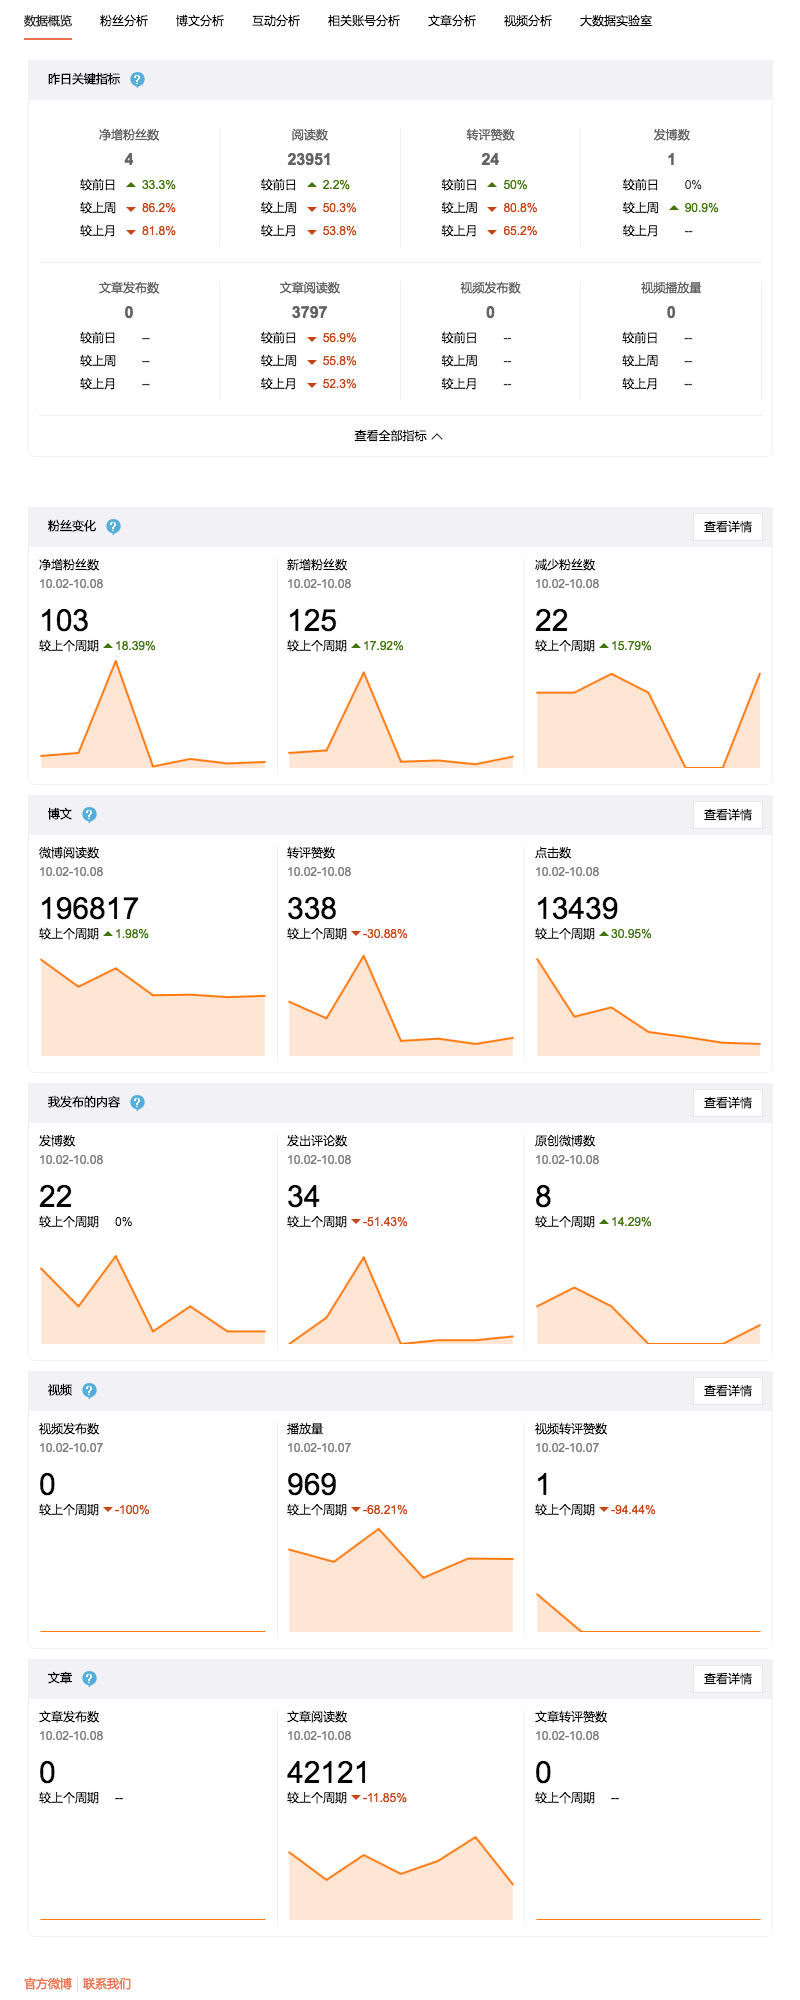 数据概览 粉丝分析 博文分析 互动分析 相关账号分析 文章分析 视频分析 大数据实验室
昨日关键指标 ?
净增粉丝数 阅读数 转评赞数 发博数
4 23951 24 1
较前日 33.3% 较前日 2.2% 较前日 50% 较前日 0%
较上周 86.2% 较上周 50.3% 较上周 80.8% 较上周 90.9%
较上月 81.8% 较上月 53.8% 较上月 65.2% 较上月 --
文章发布数 文章阅读数 视频发布数 视频播放量
0 3797 0 0
较前日 -- 较前日 56.9% 较前日 -- 较前日 --
较上周 -- 较上周 55.8% 较上周 -- 较上周 --
较上月 -- 较上月 52.3% 较上月 -- 较上月 --
查看全部指标
粉丝变化 ? 查看详情
净增粉丝数 新增粉丝数 减少粉丝数
10.02-10.08 10.02-10.08 10.02-10.08
103 125 22
较上个周期 18.39% 较上个周期 17.92% 较上个周期 15.79%
博文 ? 查看详情
微博阅读数 转评赞数 点击数
10.02-10.08 10.02-10.08 10.02-10.08
196817 338 13439
较上个周期 1.98% 较上个周期 -30.88% 较上个周期 30.95%
我发布的内容 ? 查看详情
发博数 发出评论数 原创微博数
10.02-10.08 10.02-10.08 10.02-10.08
22 34 8
较上个周期 0% 较上个周期 -51.43% 较上个周期 14.29%
视频 ? 查看详情
视频发布数 播放量 视频转评赞数
10.02-10.07 10.02-10.07 10.02-10.07
0 969 1
较上个周期 -100% 较上个周期 -68.21% 较上个周期 -94.44%
文章 ? 查看详情
文章发布数 文章阅读数 文章转评赞数
10.02-10.08 10.02-10.08 10.02-10.08
0 42121 0
较上个周期 -- 较上个周期 -11.85% 较上个周期 --
官方微博 | 联系我们